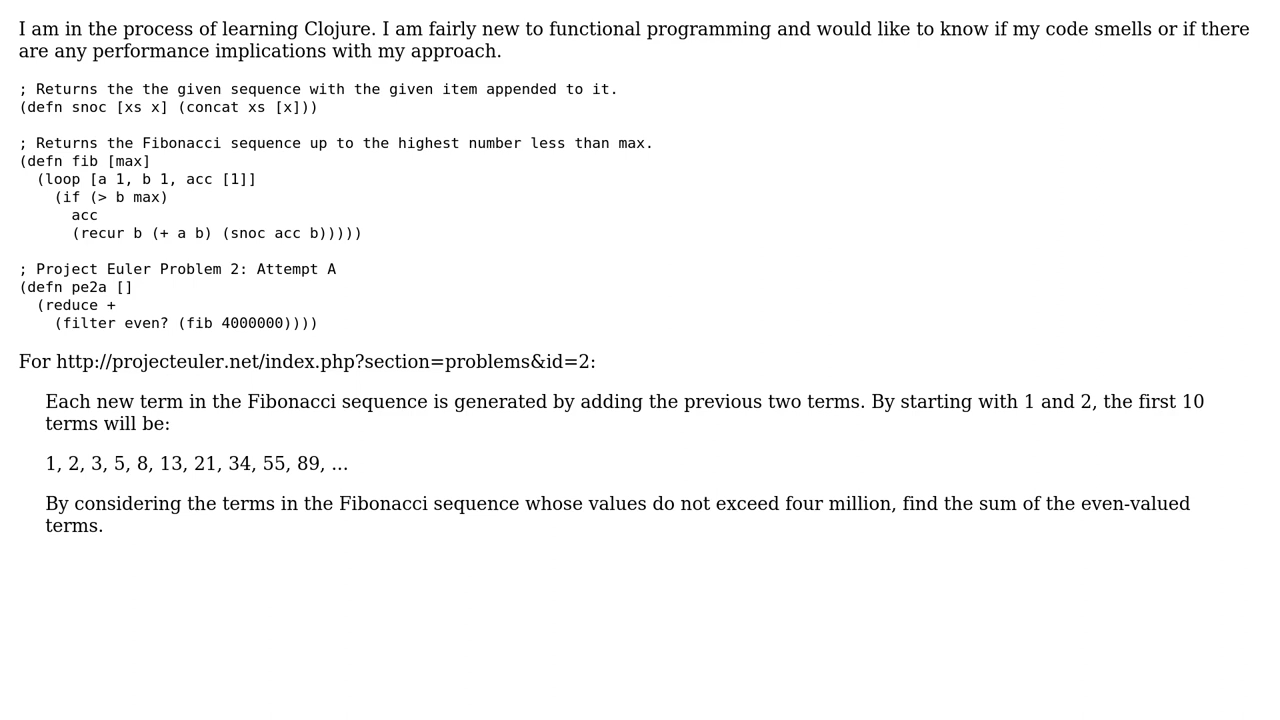 I am in the process of learning Clojure. I am fairly new to functional programming and would like to know if my code smells or if there
are any performance implications with my approach.
; Returns the the given sequence with the given item appended to it.
(defn snoc [xs x] (concat xs [x]))
; Returns the Fibonacci sequence up to the highest number less than max.
(defn fib [max]
  (loop [a 1, b 1, acc [1]]
    (if (> b max)
      acc
      (recur b (+ a b) (snoc acc b)))))
; Project Euler Problem 2: Attempt A
(defn pe2a []
  (reduce +
    (filter even? (fib 4000000))))
For http://projecteuler.net/index.php?section=problems&id=2:
Each new term in the Fibonacci sequence is generated by adding the previous two terms. By starting with 1 and 2, the first 10
terms will be:
1, 2, 3, 5, 8, 13, 21, 34, 55, 89, ...
By considering the terms in the Fibonacci sequence whose values do not exceed four million, find the sum of the even-valued
terms.